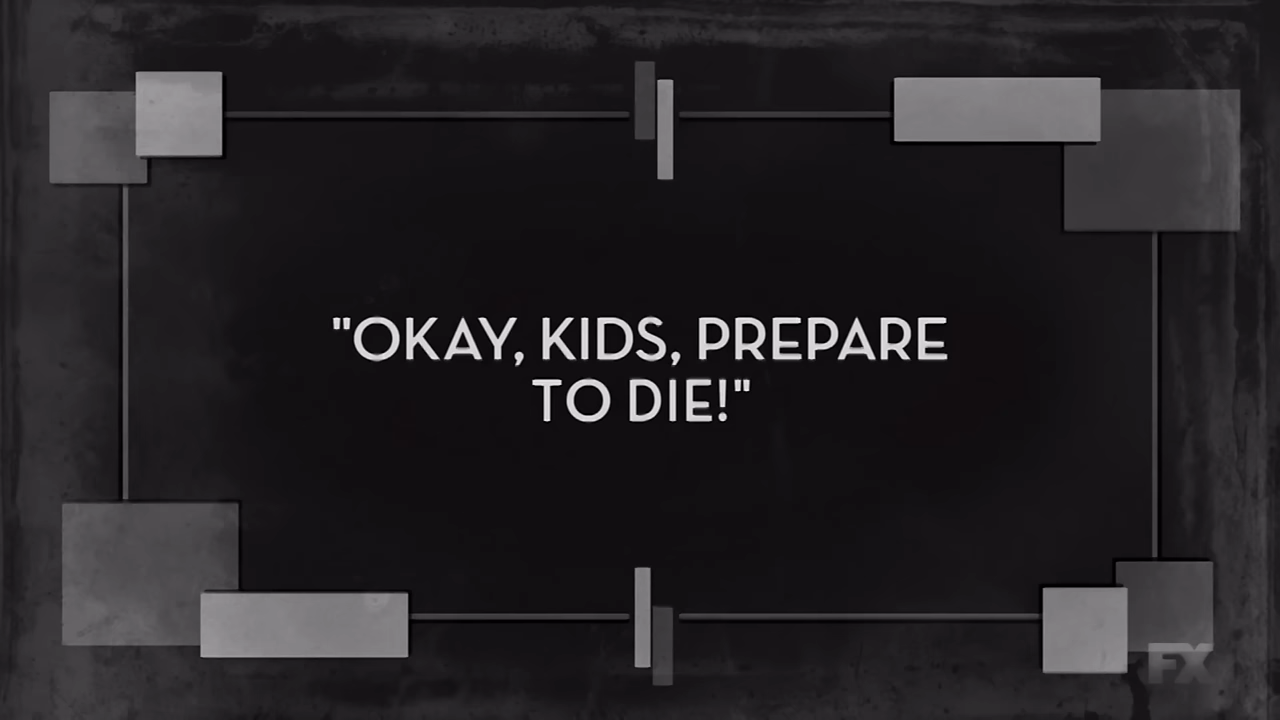 "OKAY, KIDS, PREPARE
TO DIE!"
FX